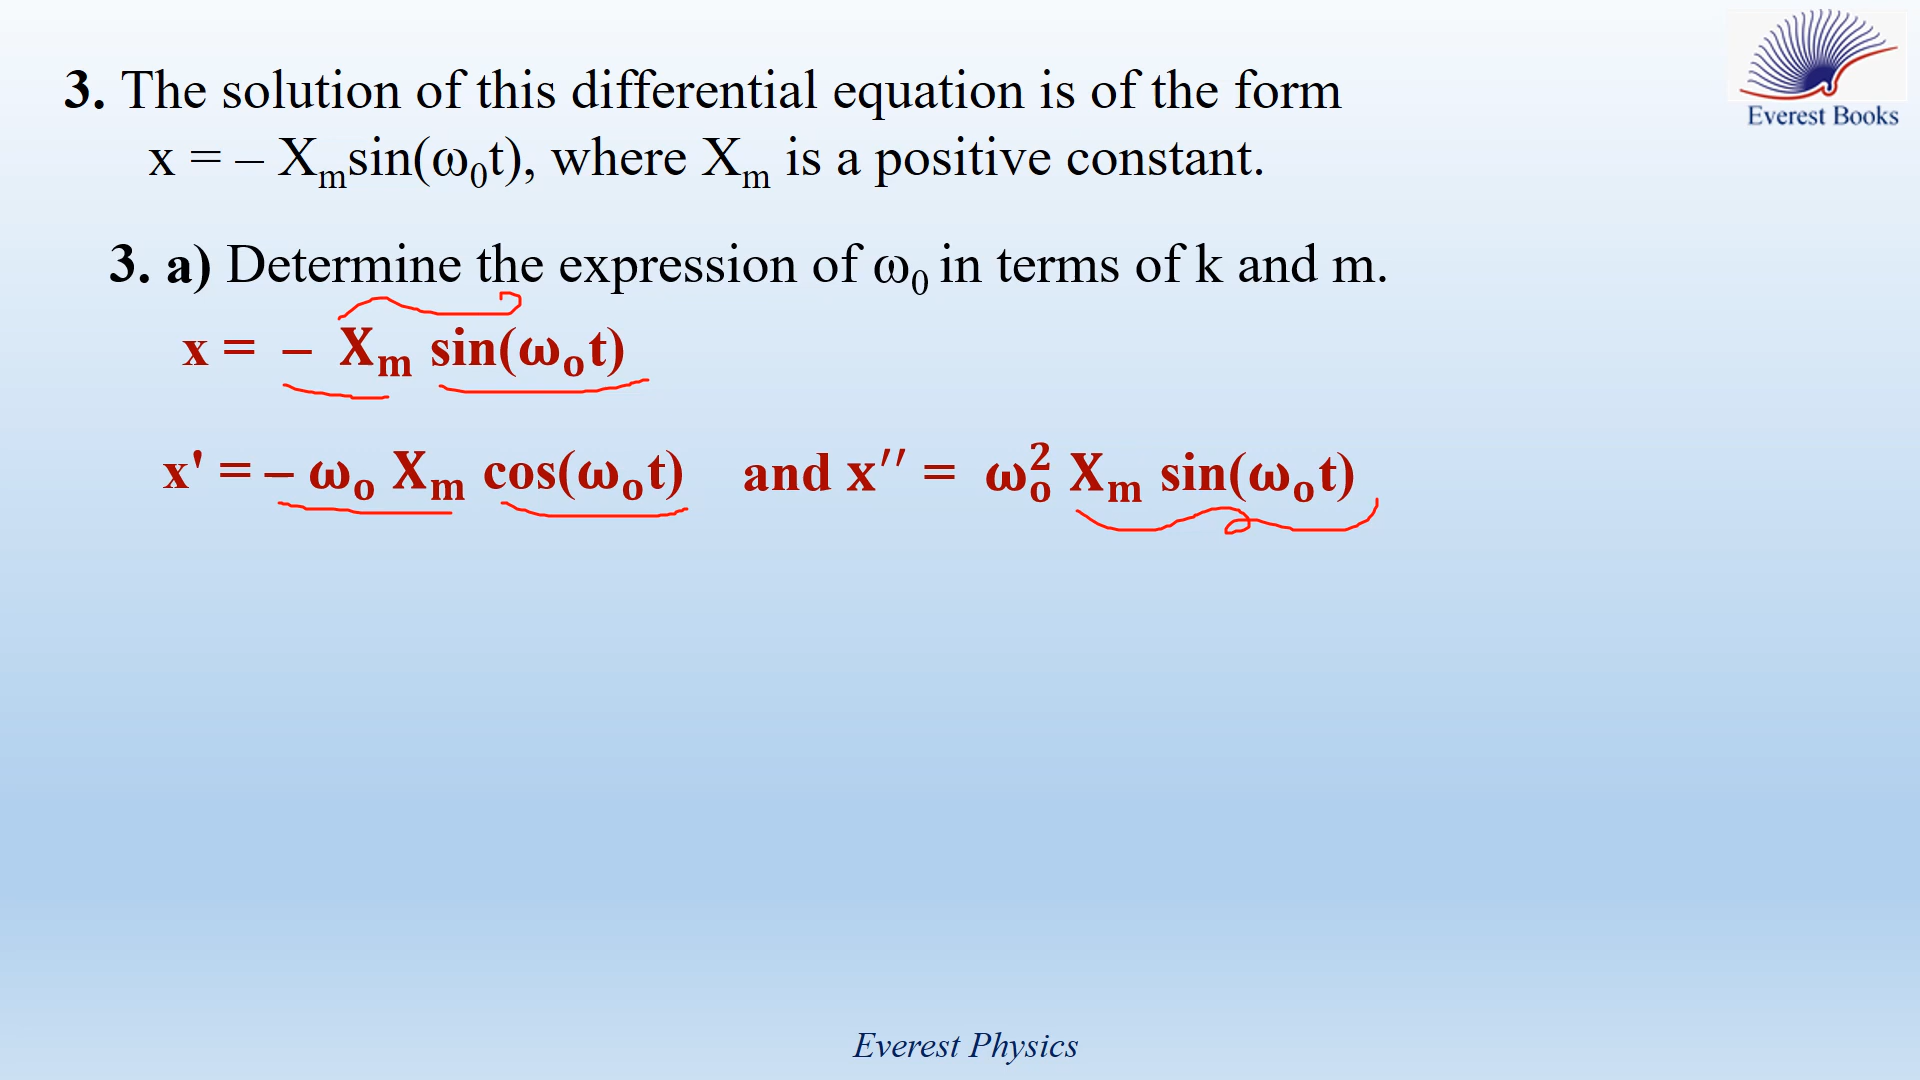 Everest Books
3. The solution of this differential equation is of the form
x = – Xₘsin(ω₀t), where Xₘ is a positive constant.
3. a) Determine the expression of ω₀ in terms of k and m.
x = – Xₘ sin(ωₒt)
x' = – ωₒ Xₘ cos(ωₒt) and x′′ = ωₒ² Xₘ sin(ωₒt)
Everest Physics